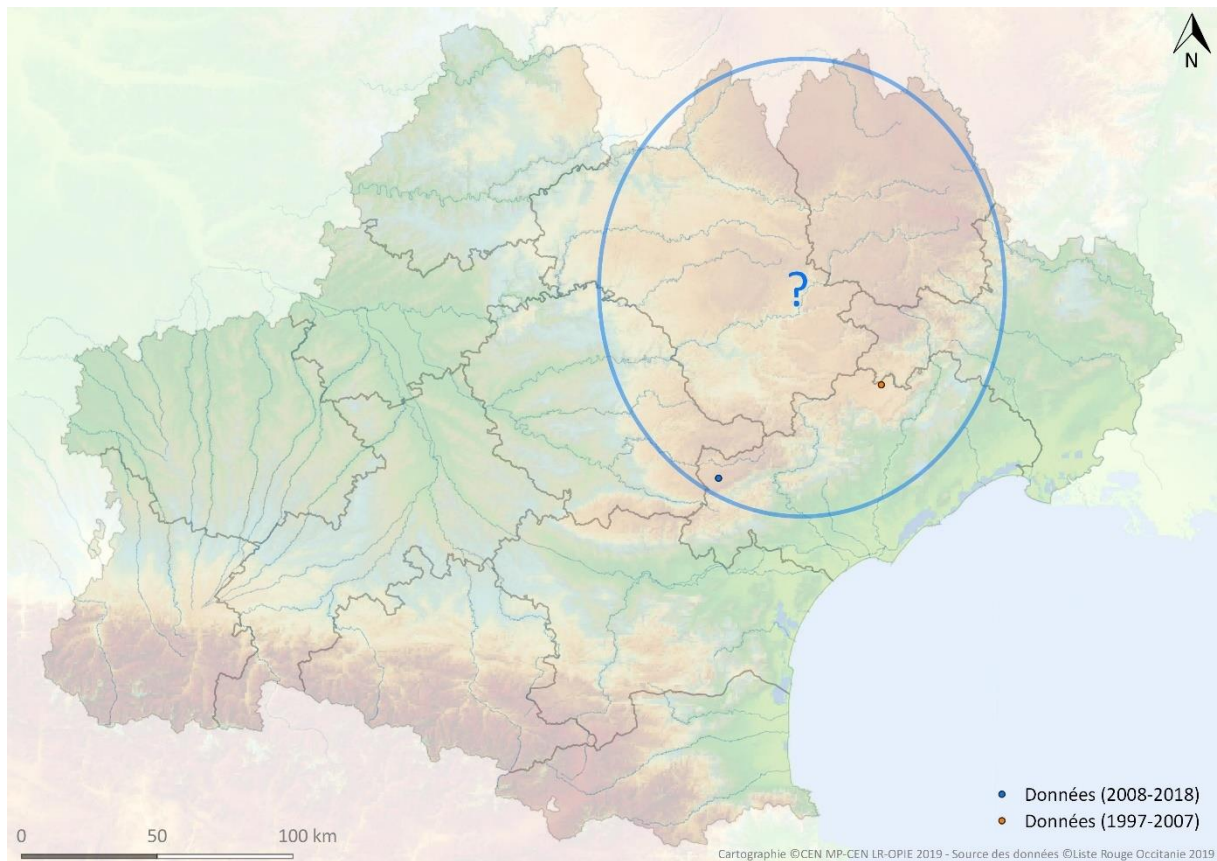 N
?
Données (2008-2018)
Données (1997-2007)
0 50 100 km
Cartographie ©CEN MP-CEN LR-OPIE 2019 - Source des données ©Liste Rouge Occitanie 2019